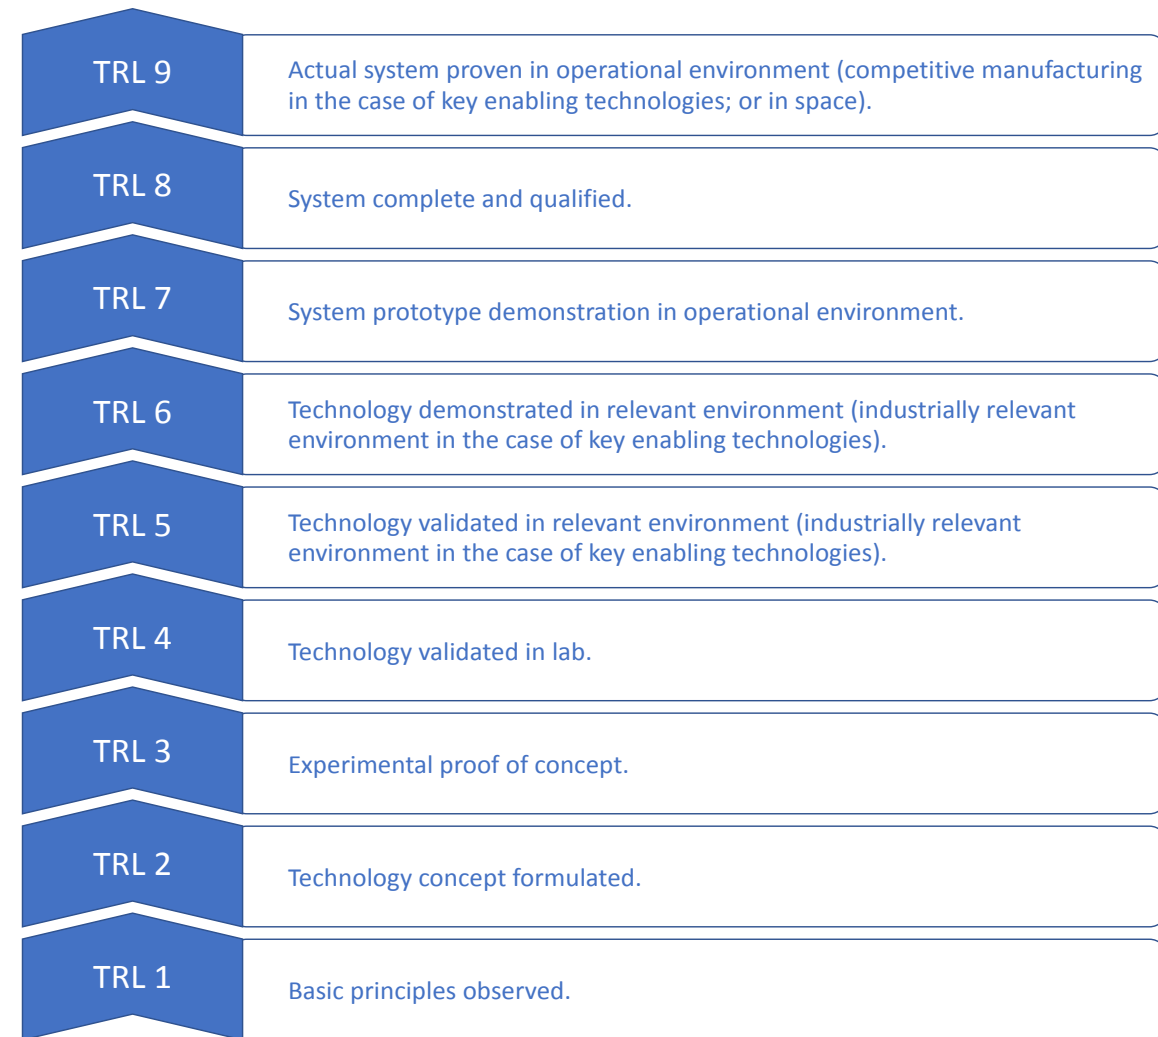 TRL 9
Actual system proven in operational environment (competitive manufacturing
in the case of key enabling technologies; or in space).
TRL 8
System complete and qualified.
TRL 7
System prototype demonstration in operational environment.
TRL 6
Technology demonstrated in relevant environment (industrially relevant
environment in the case of key enabling technologies).
TRL 5
Technology validated in relevant environment (industrially relevant
environment in the case of key enabling technologies).
TRL 4
Technology validated in lab.
TRL 3
Experimental proof of concept.
TRL 2
Technology concept formulated.
TRL 1
Basic principles observed.